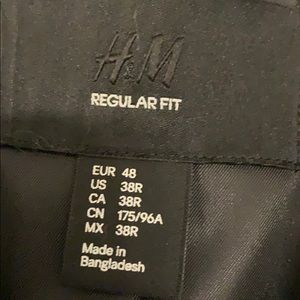 H&M
REGULAR FIT
EUR 48
US 38R
CA 38R
CN 175/96A
MX 38R
Made in
Bangladesh